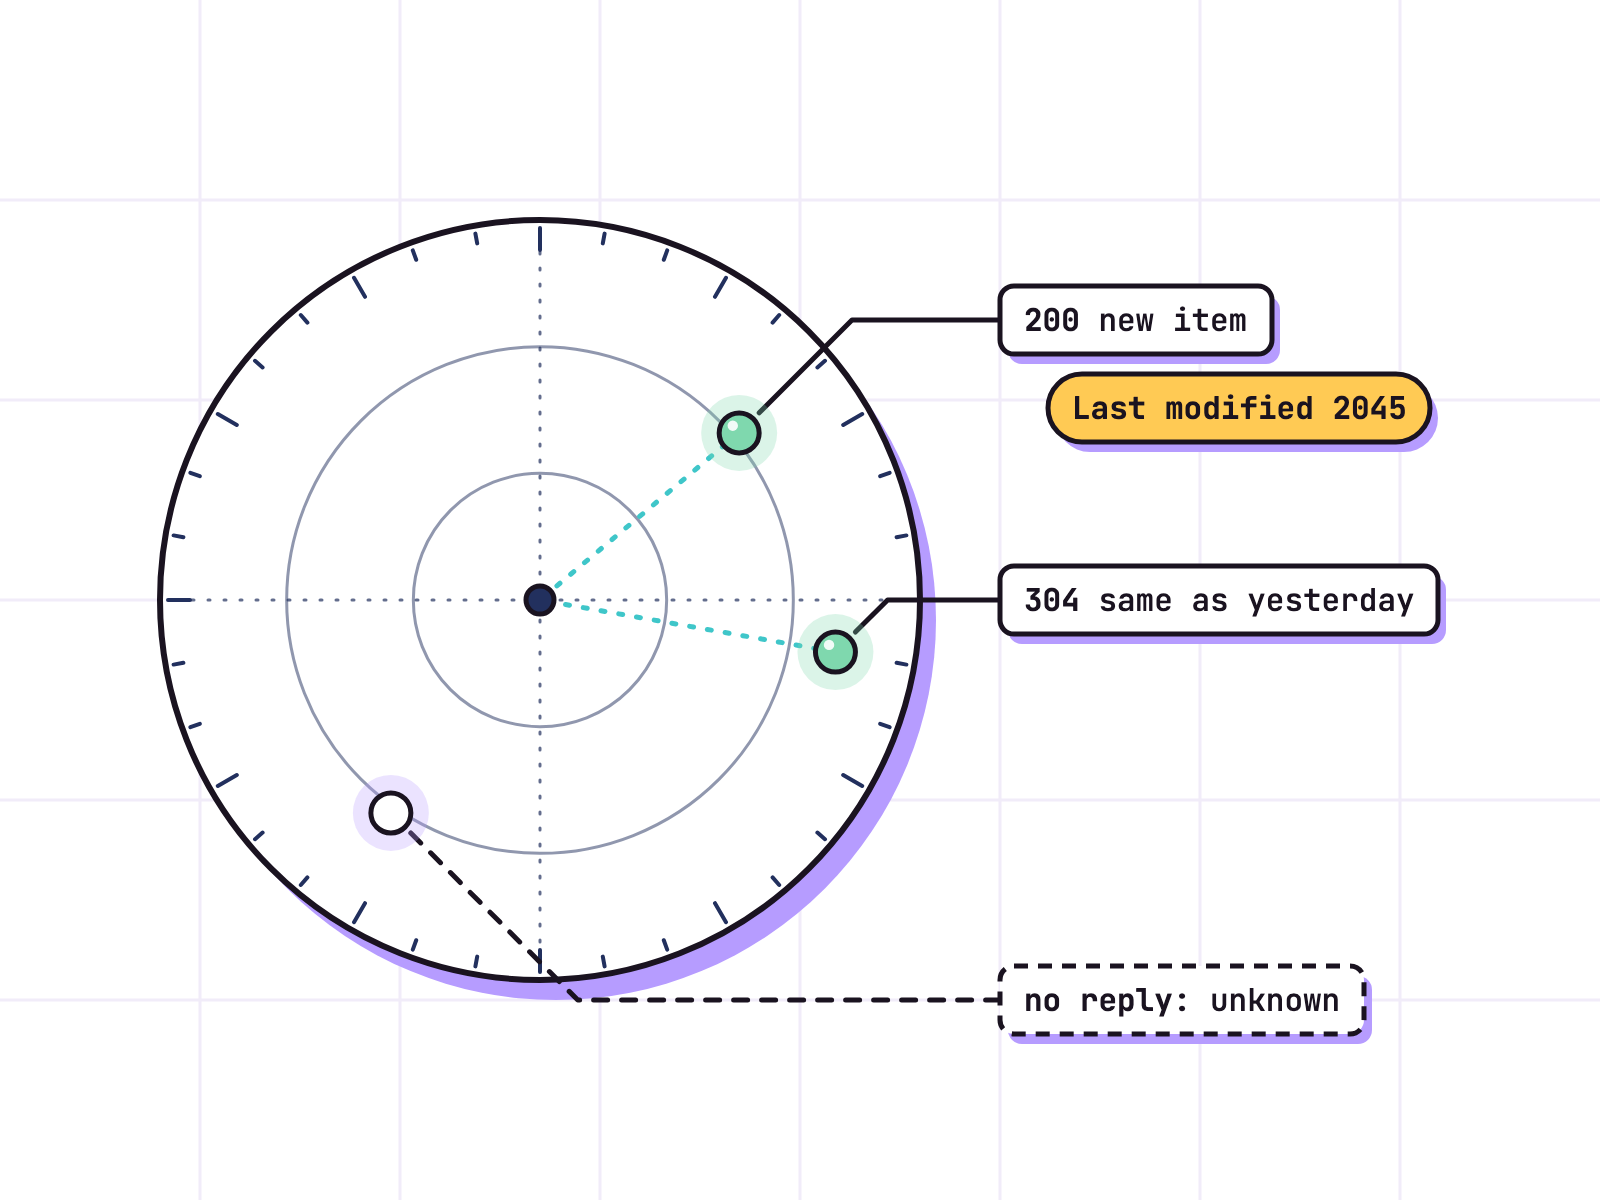 200 new item
Last modified 2045
304 same as yesterday
no reply: unknown